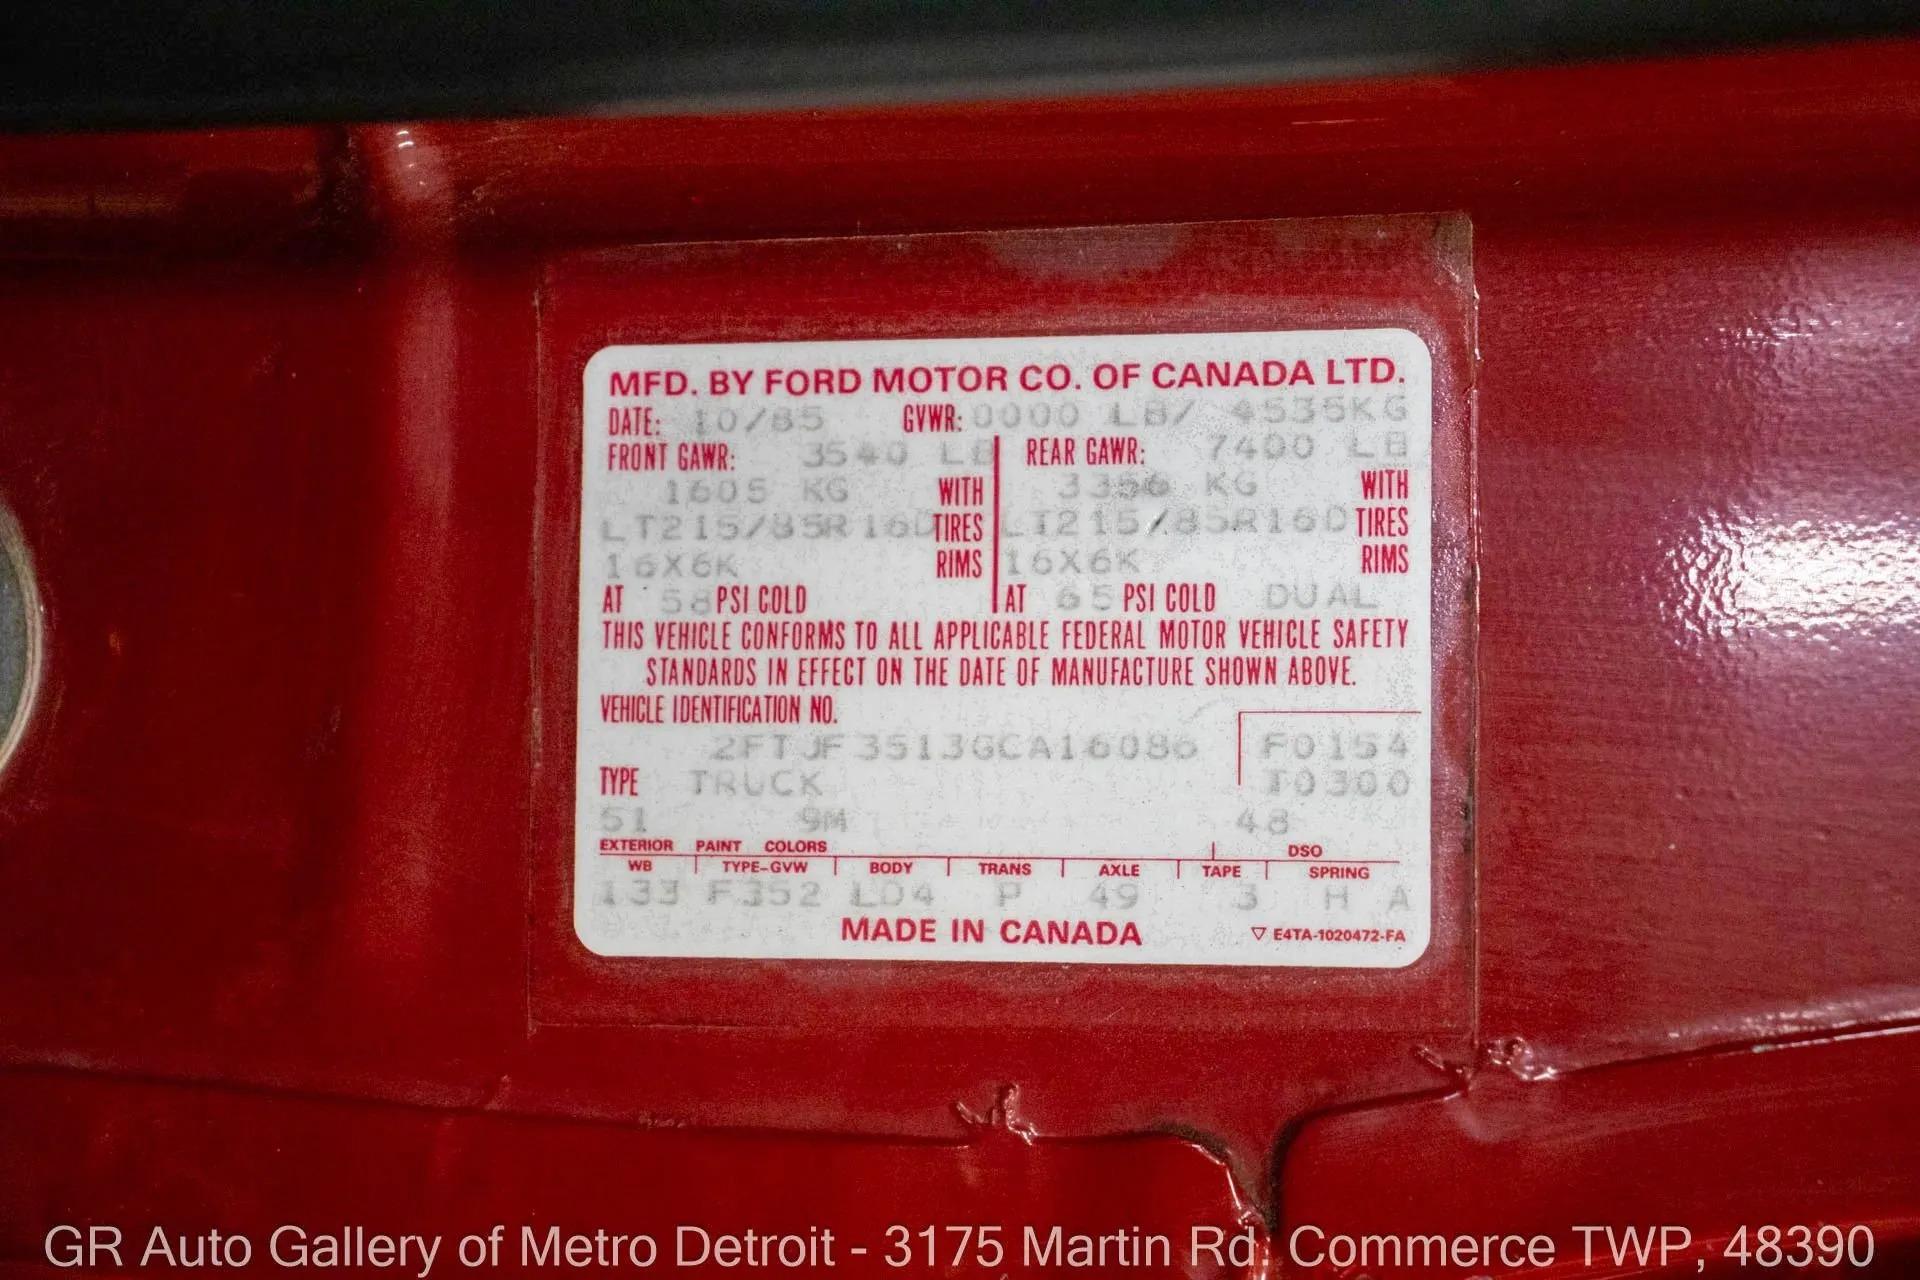 MFD. BY FORD MOTOR CO. OF CANADA LTD.
DATE: 10/85 GVWR: 0000 LB/ 4535KG
FRONT GAWR: 3540 LB REAR GAWR: 7400 LB
1605 KG WITH 3356 KG WITH
LT215/85R16D TIRES LT215/85R16D TIRES
16X6K RIMS 16X6K RIMS
AT 58 PSI COLD AT 65 PSI COLD DUAL
THIS VEHICLE CONFORMS TO ALL APPLICABLE FEDERAL MOTOR VEHICLE SAFETY
STANDARDS IN EFFECT ON THE DATE OF MANUFACTURE SHOWN ABOVE.
VEHICLE IDENTIFICATION NO.
2FTJF3513GCA16086 F0154
TYPE TRUCK T0300
51 9M 48
EXTERIOR PAINT COLORS DSO
WB TYPE-GVW BODY TRANS AXLE TAPE SPRING
133 F352 LD4 P 49 3 H A
MADE IN CANADA ▽ E4TA-1020472-FA
GR Auto Gallery of Metro Detroit - 3175 Martin Rd. Commerce TWP, 48390